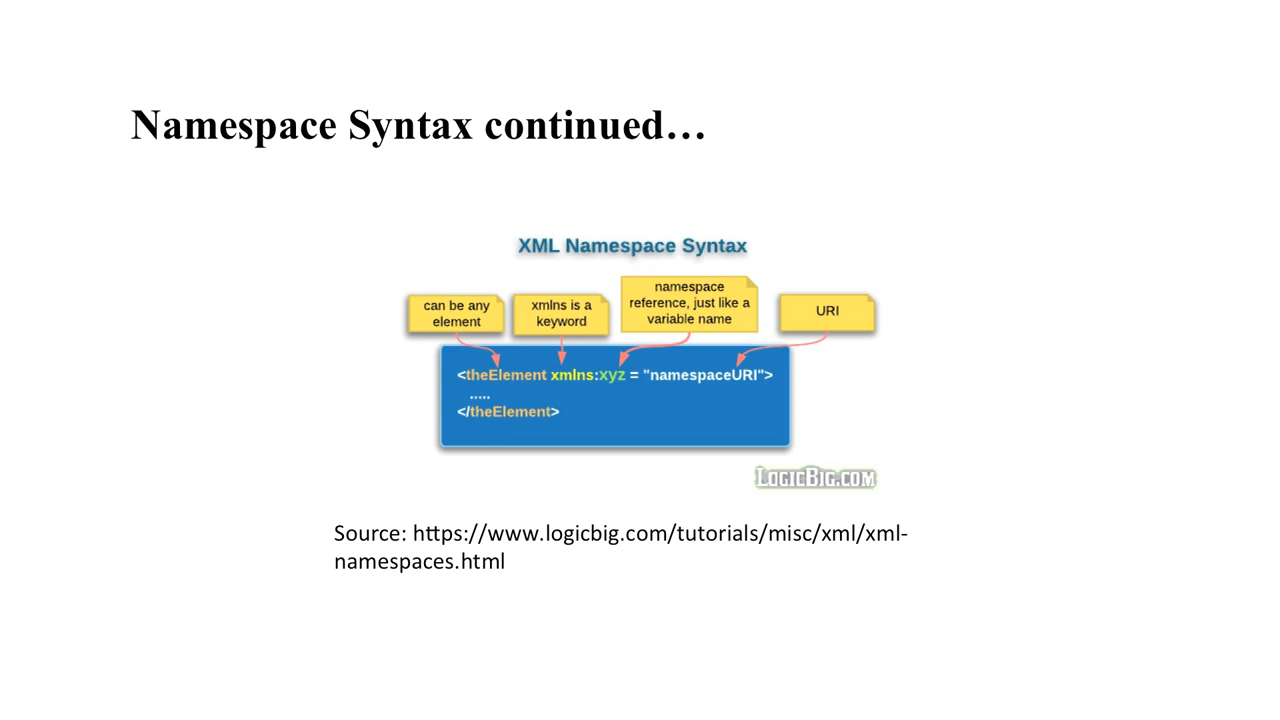 Namespace Syntax continued…
XML Namespace Syntax
can be any
element
xmlns is a
keyword
namespace
reference, just like a
variable name
URI
<theElement xmlns:xyz = "namespaceURI">
.....
</theElement>
LOGICBIG.COM
Source: https://www.logicbig.com/tutorials/misc/xml/xml-
namespaces.html